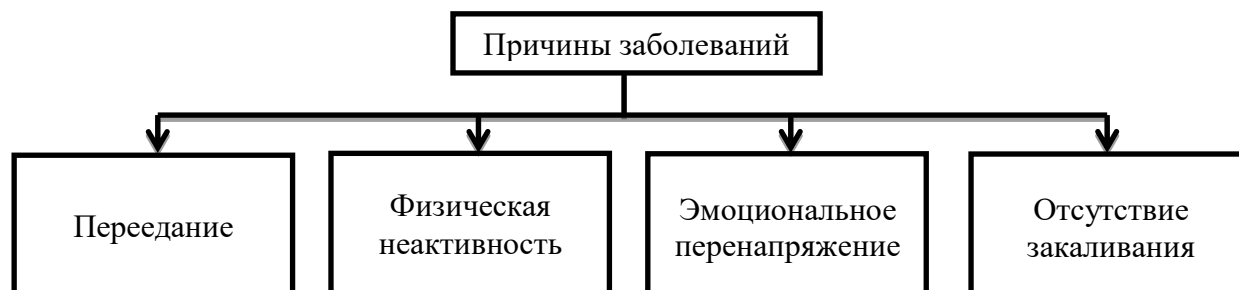 Причины заболеваний
Переедание
Физическая
неактивность
Эмоциональное
перенапряжение
Отсутствие
закаливания